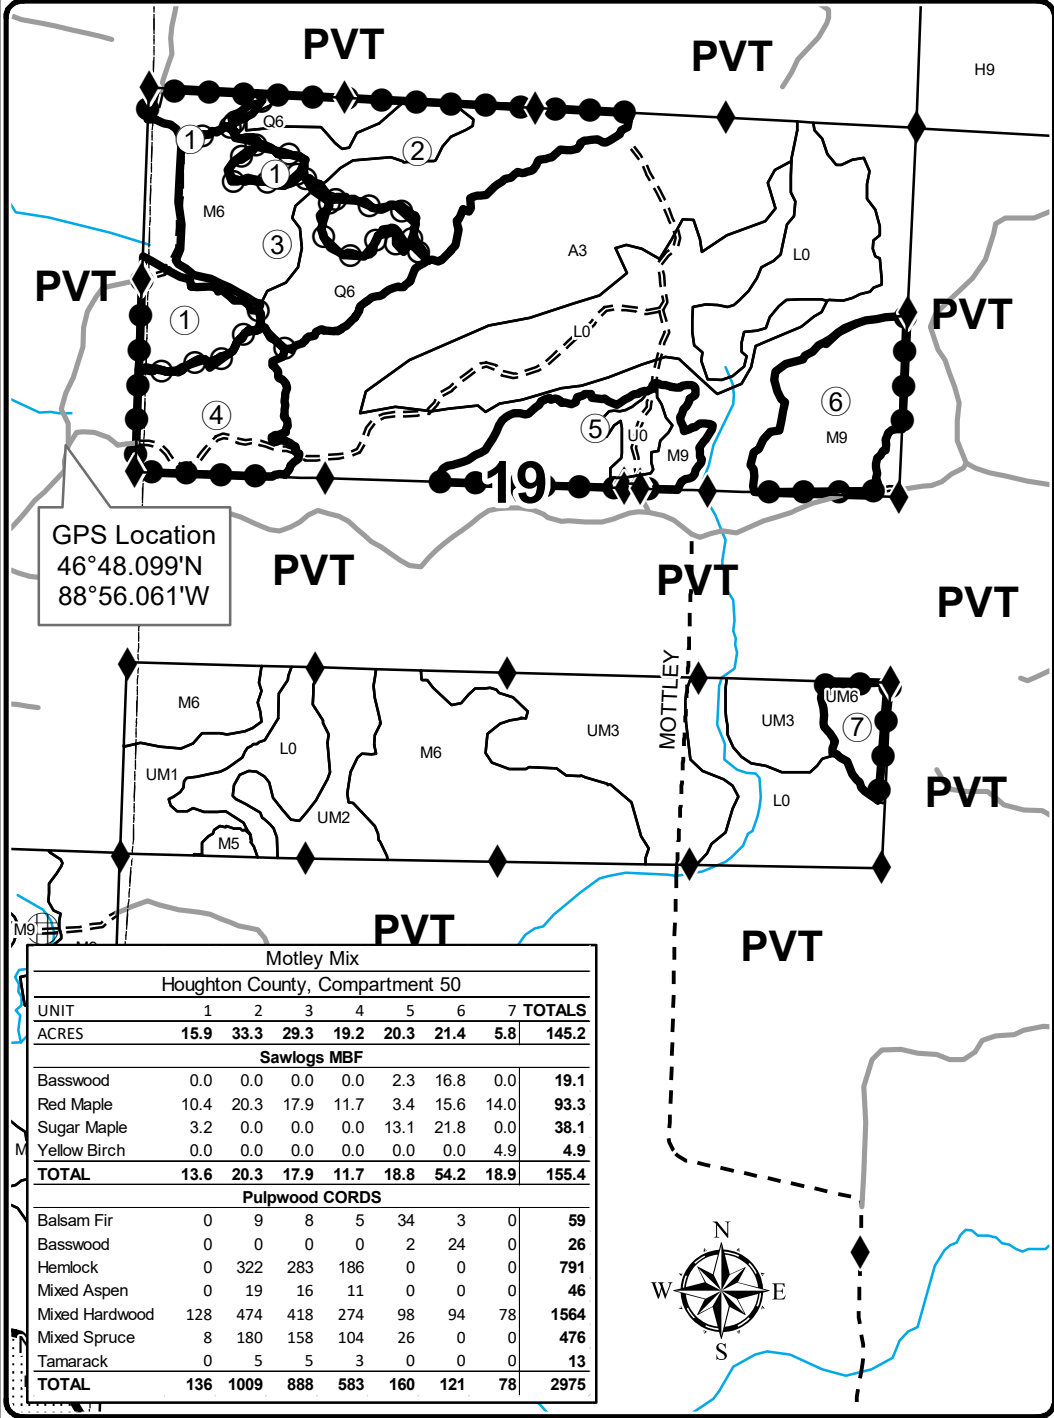 PVT
PVT
H9
1
Q6
2
1
M6
3
A3
L0
PVT
Q6
PVT
1
L0
6
4
5
U0
M9
M9
19
GPS Location
46°48.099'N
88°56.061'W
PVT
PVT
PVT
MOTTLEY
M6
UM6
UM3
UM3
7
L0
M6
UM1
PVT
L0
UM2
M5
M9
PVT
PVT
Motley Mix
Houghton County, Compartment 50
UNIT 1 2 3 4 5 6 7 TOTALS
ACRES 15.9 33.3 29.3 19.2 20.3 21.4 5.8 145.2
Sawlogs MBF
Basswood 0.0 0.0 0.0 0.0 2.3 16.8 0.0 19.1
Red Maple 10.4 20.3 17.9 11.7 3.4 15.6 14.0 93.3
Sugar Maple 3.2 0.0 0.0 0.0 13.1 21.8 0.0 38.1
Yellow Birch 0.0 0.0 0.0 0.0 0.0 0.0 4.9 4.9
TOTAL 13.6 20.3 17.9 11.7 18.8 54.2 18.9 155.4
Pulpwood CORDS
Balsam Fir 0 9 8 5 34 3 0 59
Basswood 0 0 0 0 2 24 0 26
Hemlock 0 322 283 186 0 0 0 791
Mixed Aspen 0 19 16 11 0 0 0 46
Mixed Hardwood 128 474 418 274 98 94 78 1564
Mixed Spruce 8 180 158 104 26 0 0 476
Tamarack 0 5 5 3 0 0 0 13
TOTAL 136 1009 888 583 160 121 78 2975
N
W E
S